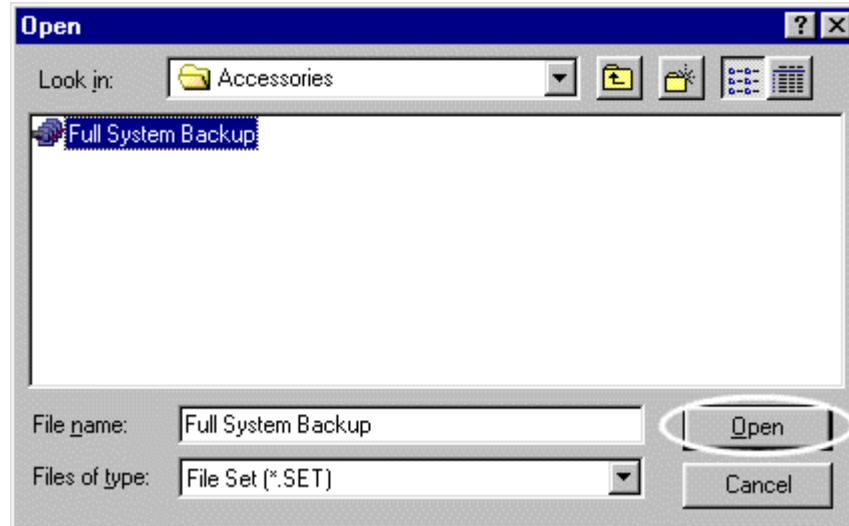 Open
Look in: Accessories
Full System Backup
File name: Full System Backup Open
Files of type: File Set (*.SET) Cancel